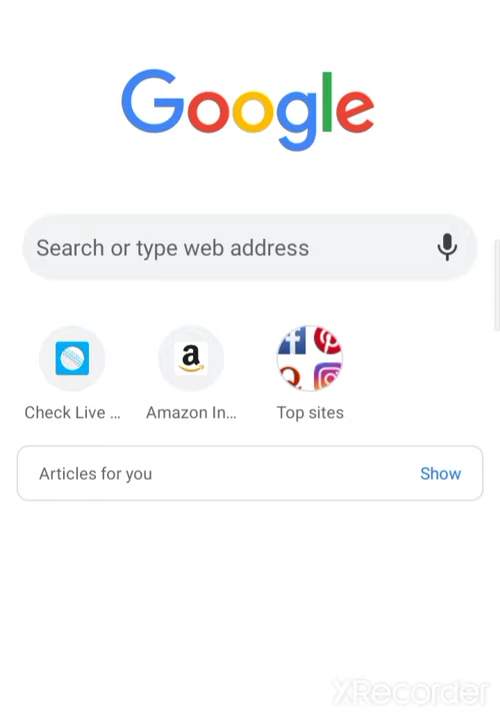 Google
Search or type web address
Check Live ...
Amazon In...
Top sites
Articles for you
Show
XRecorder